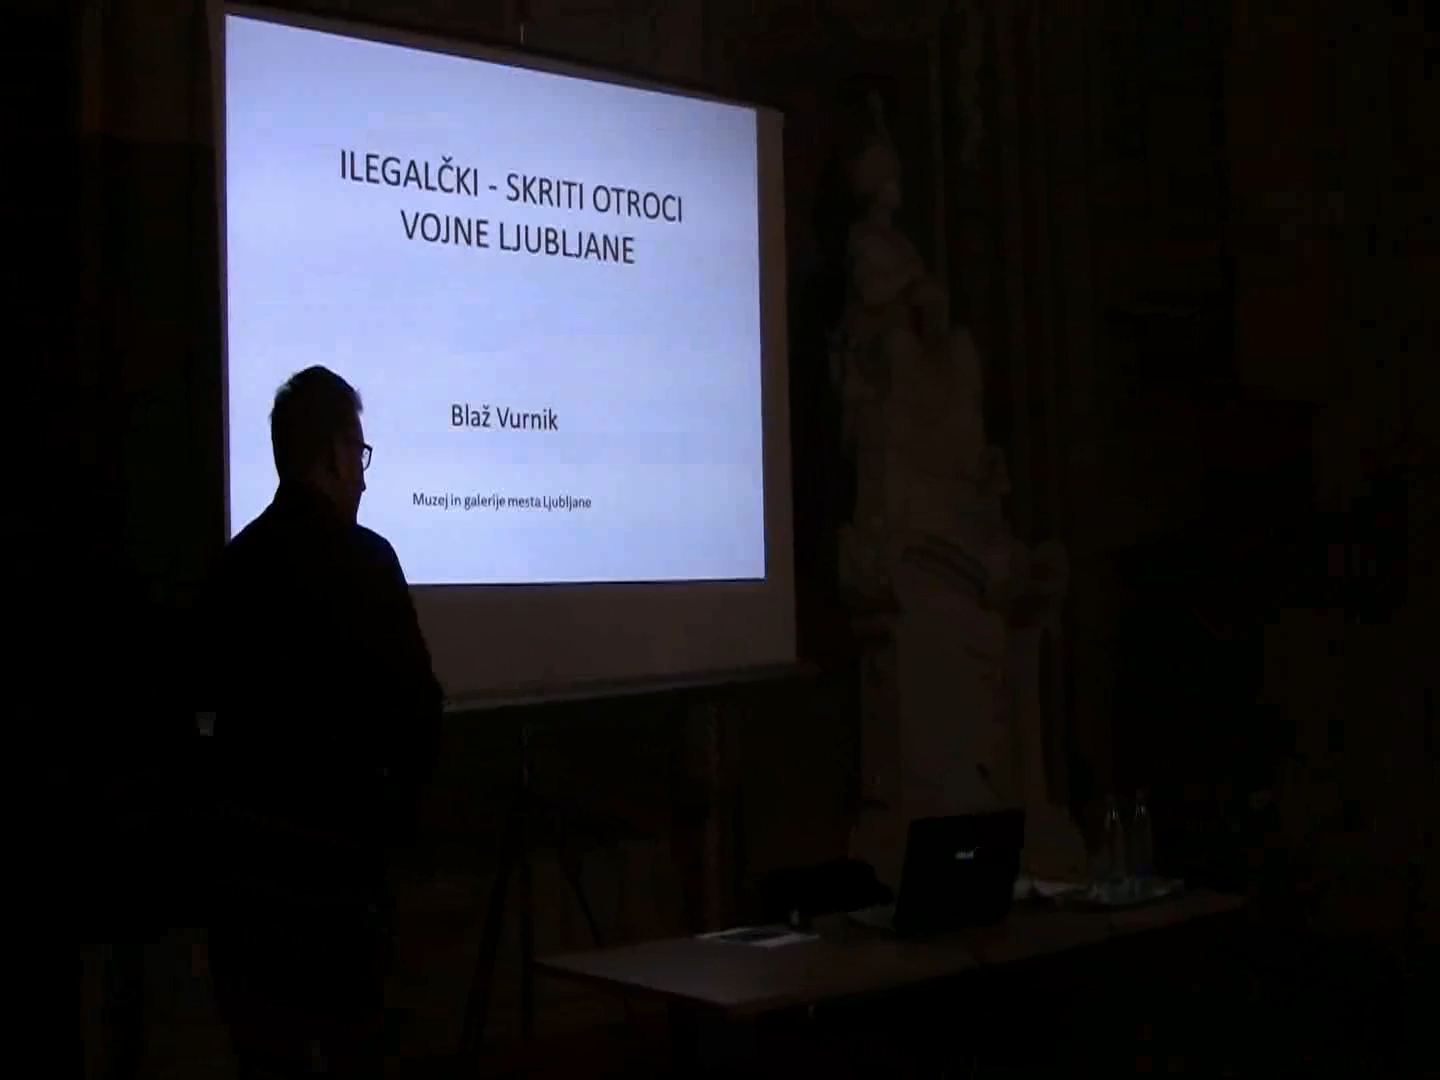 ILEGALČKI - SKRITI OTROCI
VOJNE LJUBLJANE
Blaž Vurnik
Muzej in galerije mesta Ljubljane